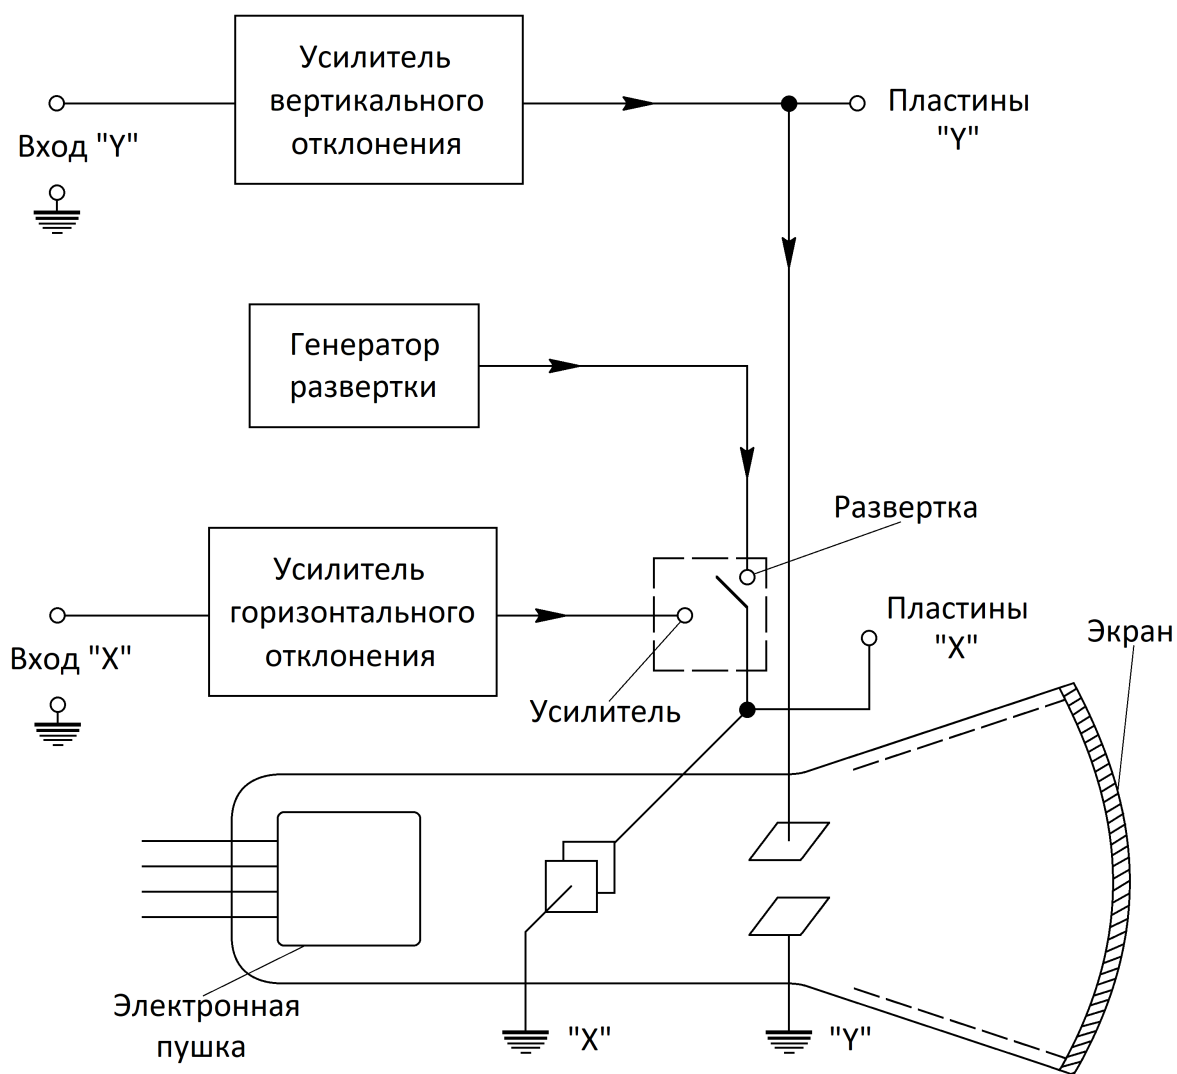 Усилитель
вертикального
отклонения
Вход "Y"
Пластины
"Y"
Генератор
развертки
Развертка
Усилитель
горизонтального
отклонения
Вход "X"
Усилитель
Пластины
"X"
Экран
Электронная
пушка
"X"
"Y"